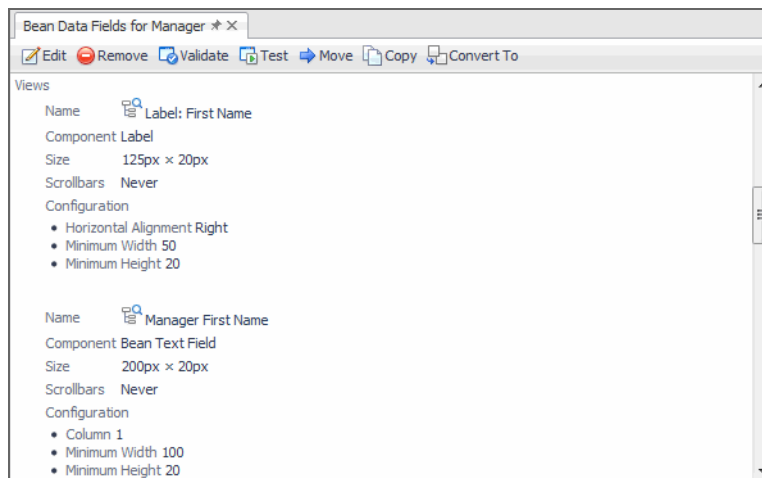 Bean Data Fields for Manager
Edit Remove Validate Test Move Copy Convert To
Views
Name Label: First Name
Component Label
Size 125px × 20px
Scrollbars Never
Configuration
• Horizontal Alignment Right
• Minimum Width 50
• Minimum Height 20
Name Manager First Name
Component Bean Text Field
Size 200px × 20px
Scrollbars Never
Configuration
• Column 1
• Minimum Width 100
• Minimum Height 20